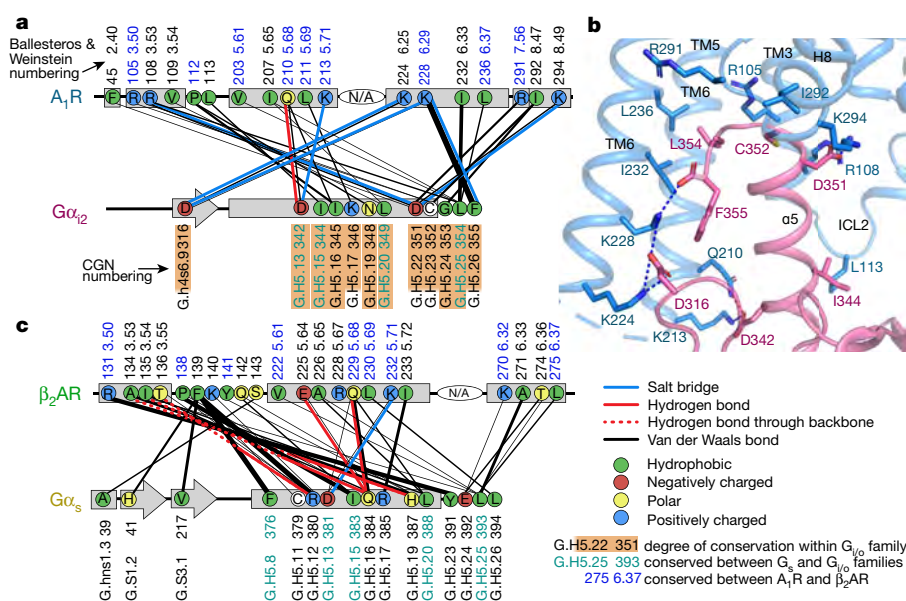 a
Ballesteros &
Weinstein
numbering
45 2.40
105 3.50
108 3.53
109 3.54
112
113
203 5.61
207 5.65
210 5.68
211 5.69
213 5.71
224 6.25
228 6.29
232 6.33
236 6.37
291 7.56
292 8.47
294 8.49
A1R
F R R V P L V I Q L K N/A K K I L R I K
Gαi2
D D I I K N L D C G L F
CGN
numbering
G.h4s6.9 316
G.H5.13 342
G.H5.15 344
G.H5.16 345
G.H5.17 346
G.H5.19 348
G.H5.20 349
G.H5.22 351
G.H5.23 352
G.H5.24 353
G.H5.25 354
G.H5.26 355
b
R291
TM5
TM3
H8
R105
TM6
I292
L236
K294
L354
C352
TM6
R108
I232
D351
F355
α5
ICL2
K228
Q210
L113
D316
I344
K224
K213
D342
c
131 3.50
134 3.53
135 3.54
136 3.55
138
139
140
141
142
143
222 5.61
225 5.64
226 5.65
228 5.67
229 5.68
230 5.69
232 5.71
233 5.72
270 6.32
271 6.33
274 6.36
275 6.37
β2AR
R A I T P F K Y Q S V E A R Q L K I N/A K A T L
Gαs
A H V F C R D I Q R H L Y E L L
G.hns1.3 39
G.S1.2 41
G.S3.1 217
G.H5.8 376
G.H5.11 379
G.H5.12 380
G.H5.13 381
G.H5.15 383
G.H5.16 384
G.H5.17 385
G.H5.19 387
G.H5.20 388
G.H5.23 391
G.H5.24 392
G.H5.25 393
G.H5.26 394
Salt bridge
Hydrogen bond
Hydrogen bond through backbone
Van der Waals bond
Hydrophobic
Negatively charged
Polar
Positively charged
G.H5.22 351 degree of conservation within Gi/o family
G.H5.25 393 conserved between Gs and Gi/o families
275 6.37 conserved between A1R and β2AR